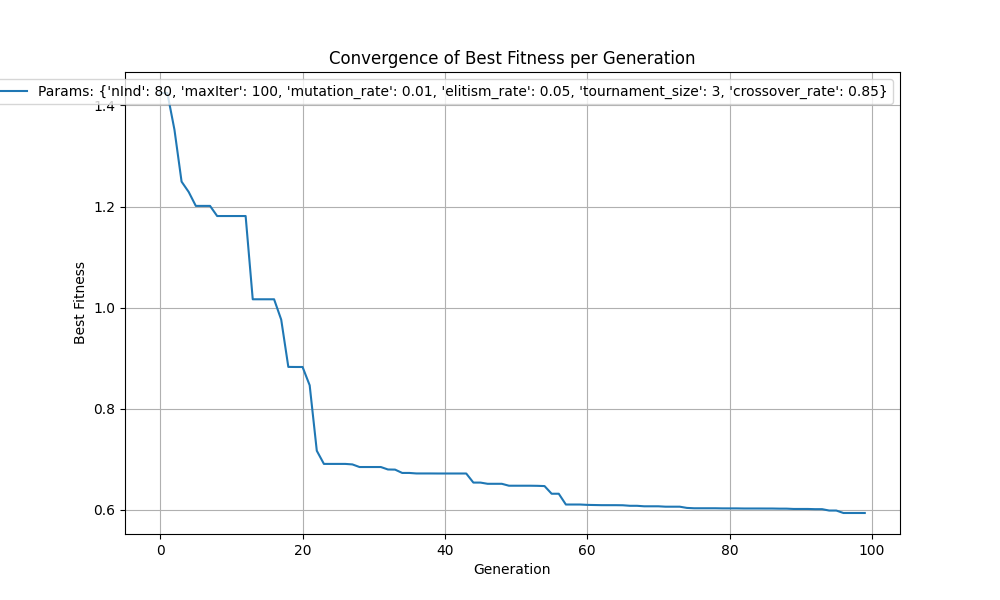 Convergence of Best Fitness per Generation
Params: {'nInd': 80, 'maxIter': 100, 'mutation_rate': 0.01, 'elitism_rate': 0.05, 'tournament_size': 3, 'crossover_rate': 0.85}
1.4
1.2
1.0
0.8
0.6
Best Fitness
0 20 40 60 80 100
Generation